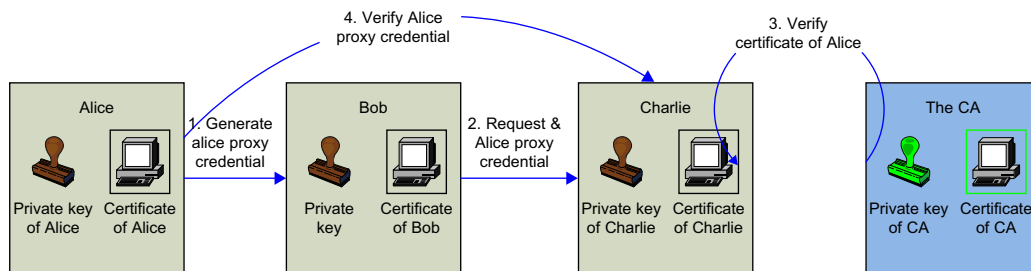 4. Verify Alice
proxy credential
3. Verify
certificate of Alice
Alice
Bob
Charlie
The CA
1. Generate
alice proxy
credential
2. Request &
Alice proxy
credential
Private key
of Alice
Certificate
of Alice
Private
key
Certificate
of Bob
Private key
of Charlie
Certificate
of Charlie
Private key
of CA
Certificate
of CA